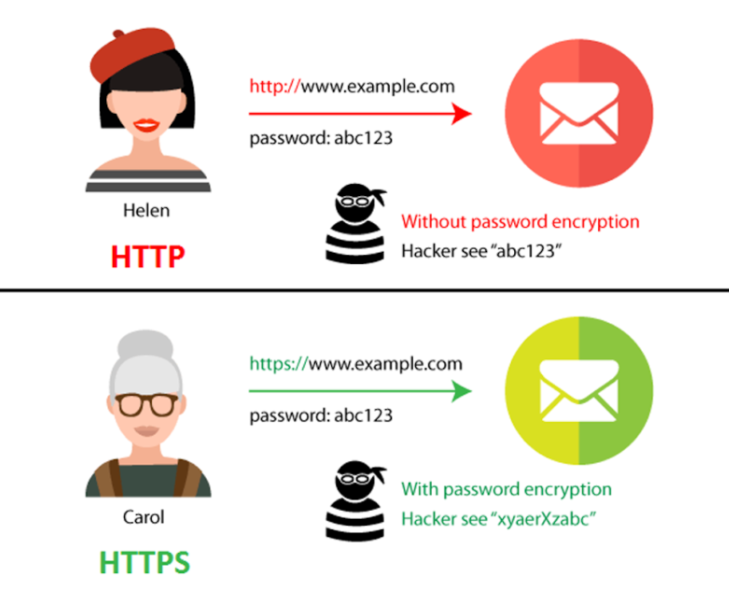 http://www.example.com
password: abc123
Helen
HTTP
Without password encryption
Hacker see “abc123”
https://www.example.com
password: abc123
Carol
HTTPS
With password encryption
Hacker see “xyaerXzabc”